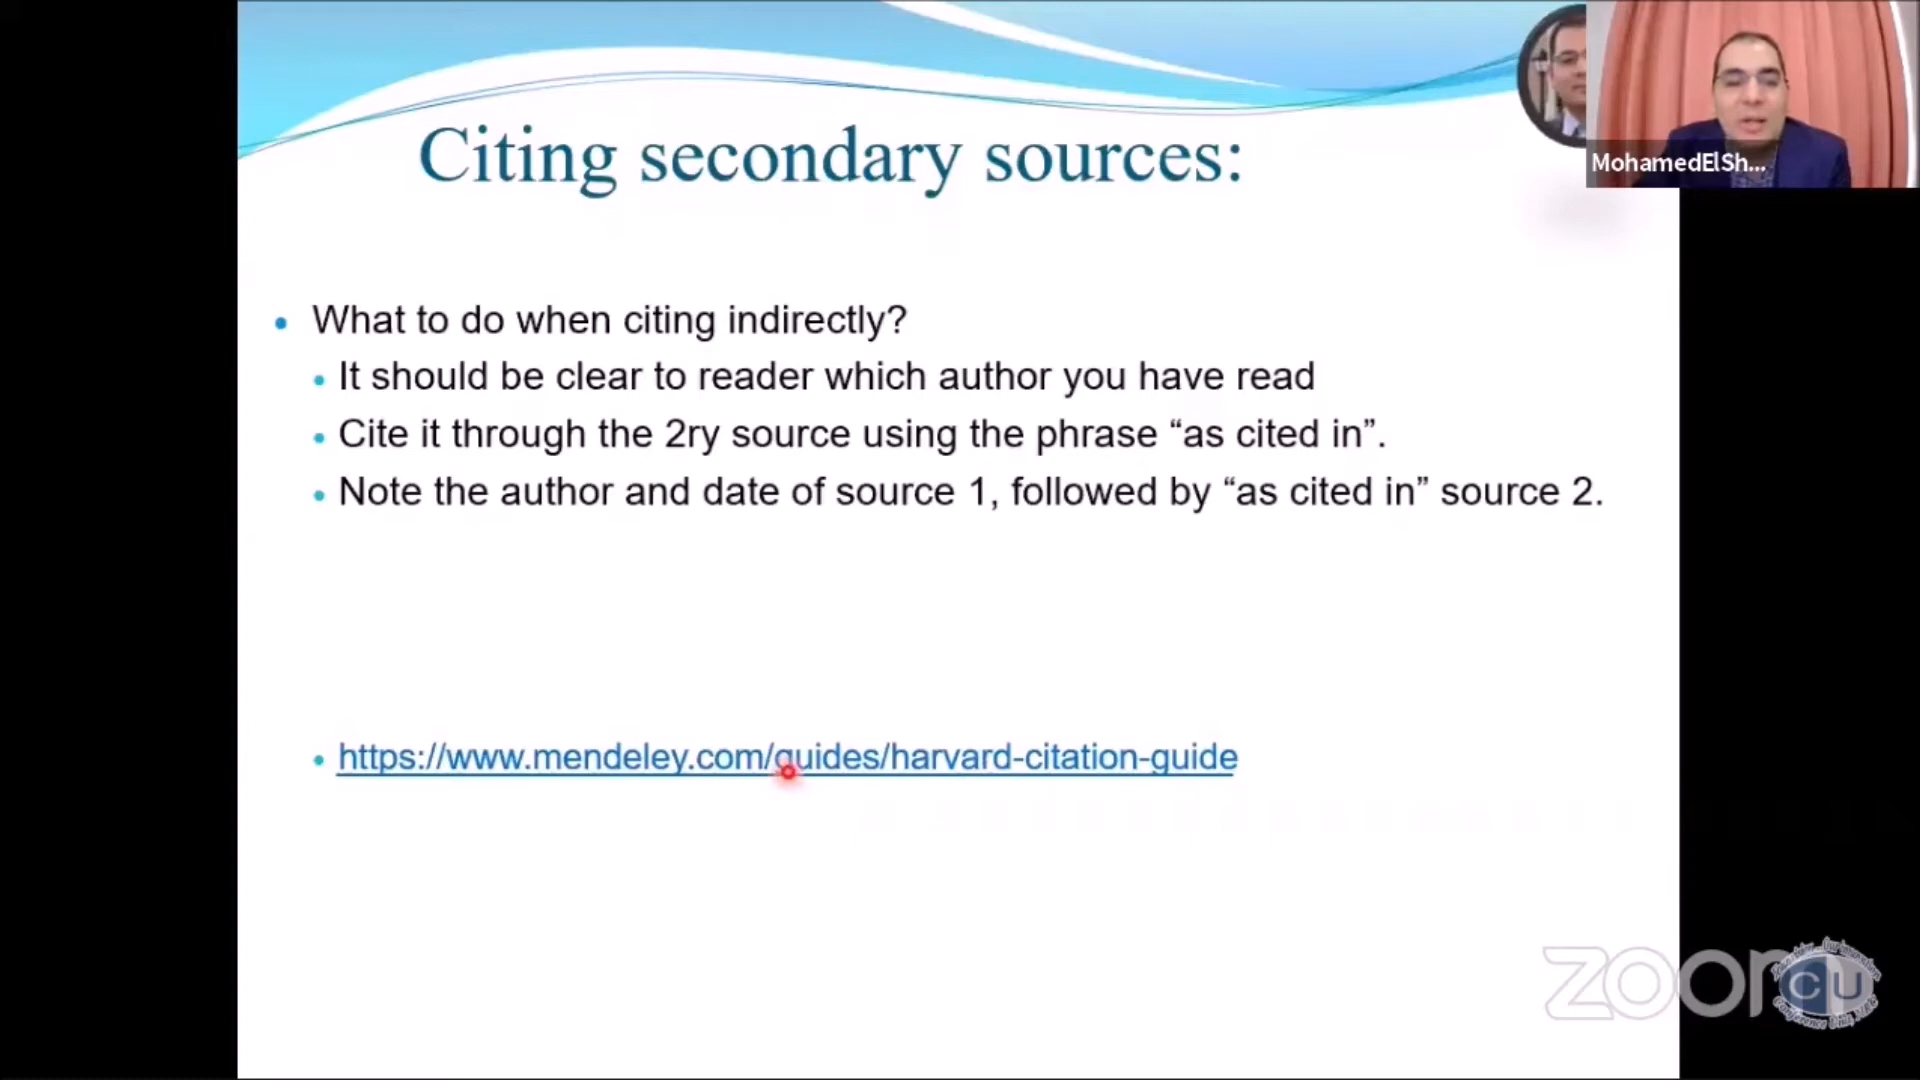 Citing secondary sources:
MohamedElSh...
What to do when citing indirectly?
It should be clear to reader which author you have read
Cite it through the 2ry source using the phrase “as cited in”.
Note the author and date of source 1, followed by “as cited in” source 2.
https://www.mendeley.com/guides/harvard-citation-guide
zoom
CU